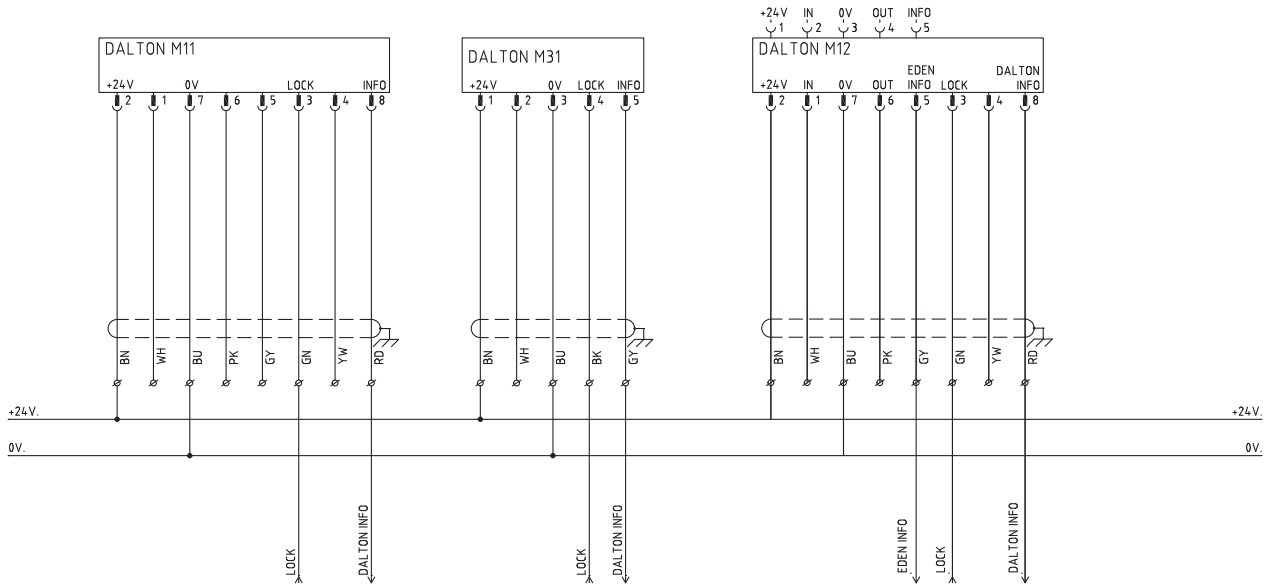 +24V IN 0V OUT INFO
1 2 3 4 5
DALTON M11
+24V 0V LOCK INFO
2 1 7 6 5 3 4 8
BN WH BU PK GY GN YW RD
DALTON M31
+24V 0V LOCK INFO
1 2 3 4 5
BN WH BU BK GY
DALTON M12
EDEN DALTON
+24V IN 0V OUT INFO LOCK INFO
2 1 7 6 5 3 4 8
BN WH BU PK GY GN YW RD
+24V. +24V.
0V. 0V.
LOCK DALTON INFO
LOCK DALTON INFO
EDEN INFO LOCK DALTON INFO